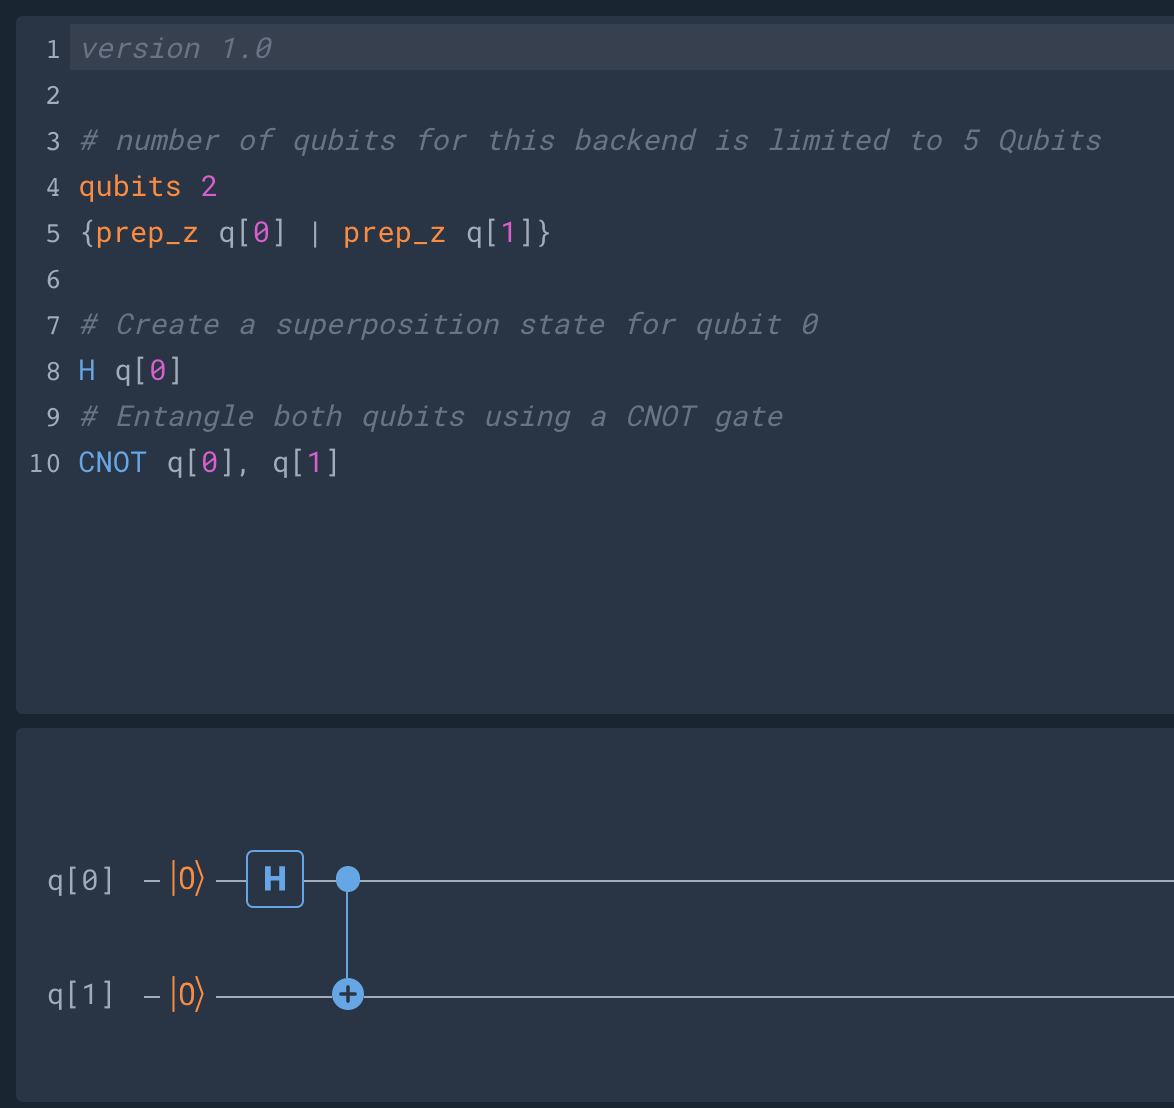 1 version 1.0
2
3 # number of qubits for this backend is limited to 5 Qubits
4 qubits 2
5 {prep_z q[0] | prep_z q[1]}
6
7 # Create a superposition state for qubit 0
8 H q[0]
9 # Entangle both qubits using a CNOT gate
10 CNOT q[0], q[1]
q[0] |0⟩ H
q[1] |0⟩ +